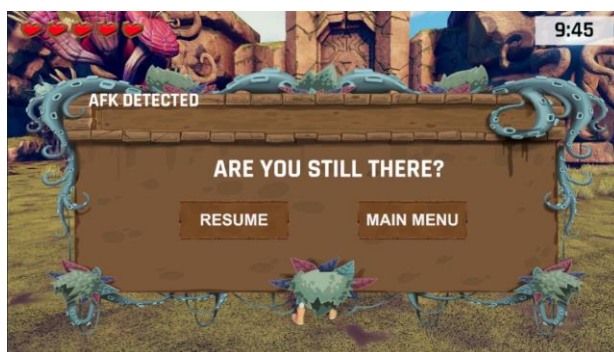 9:45
AFK DETECTED
ARE YOU STILL THERE?
RESUME
MAIN MENU